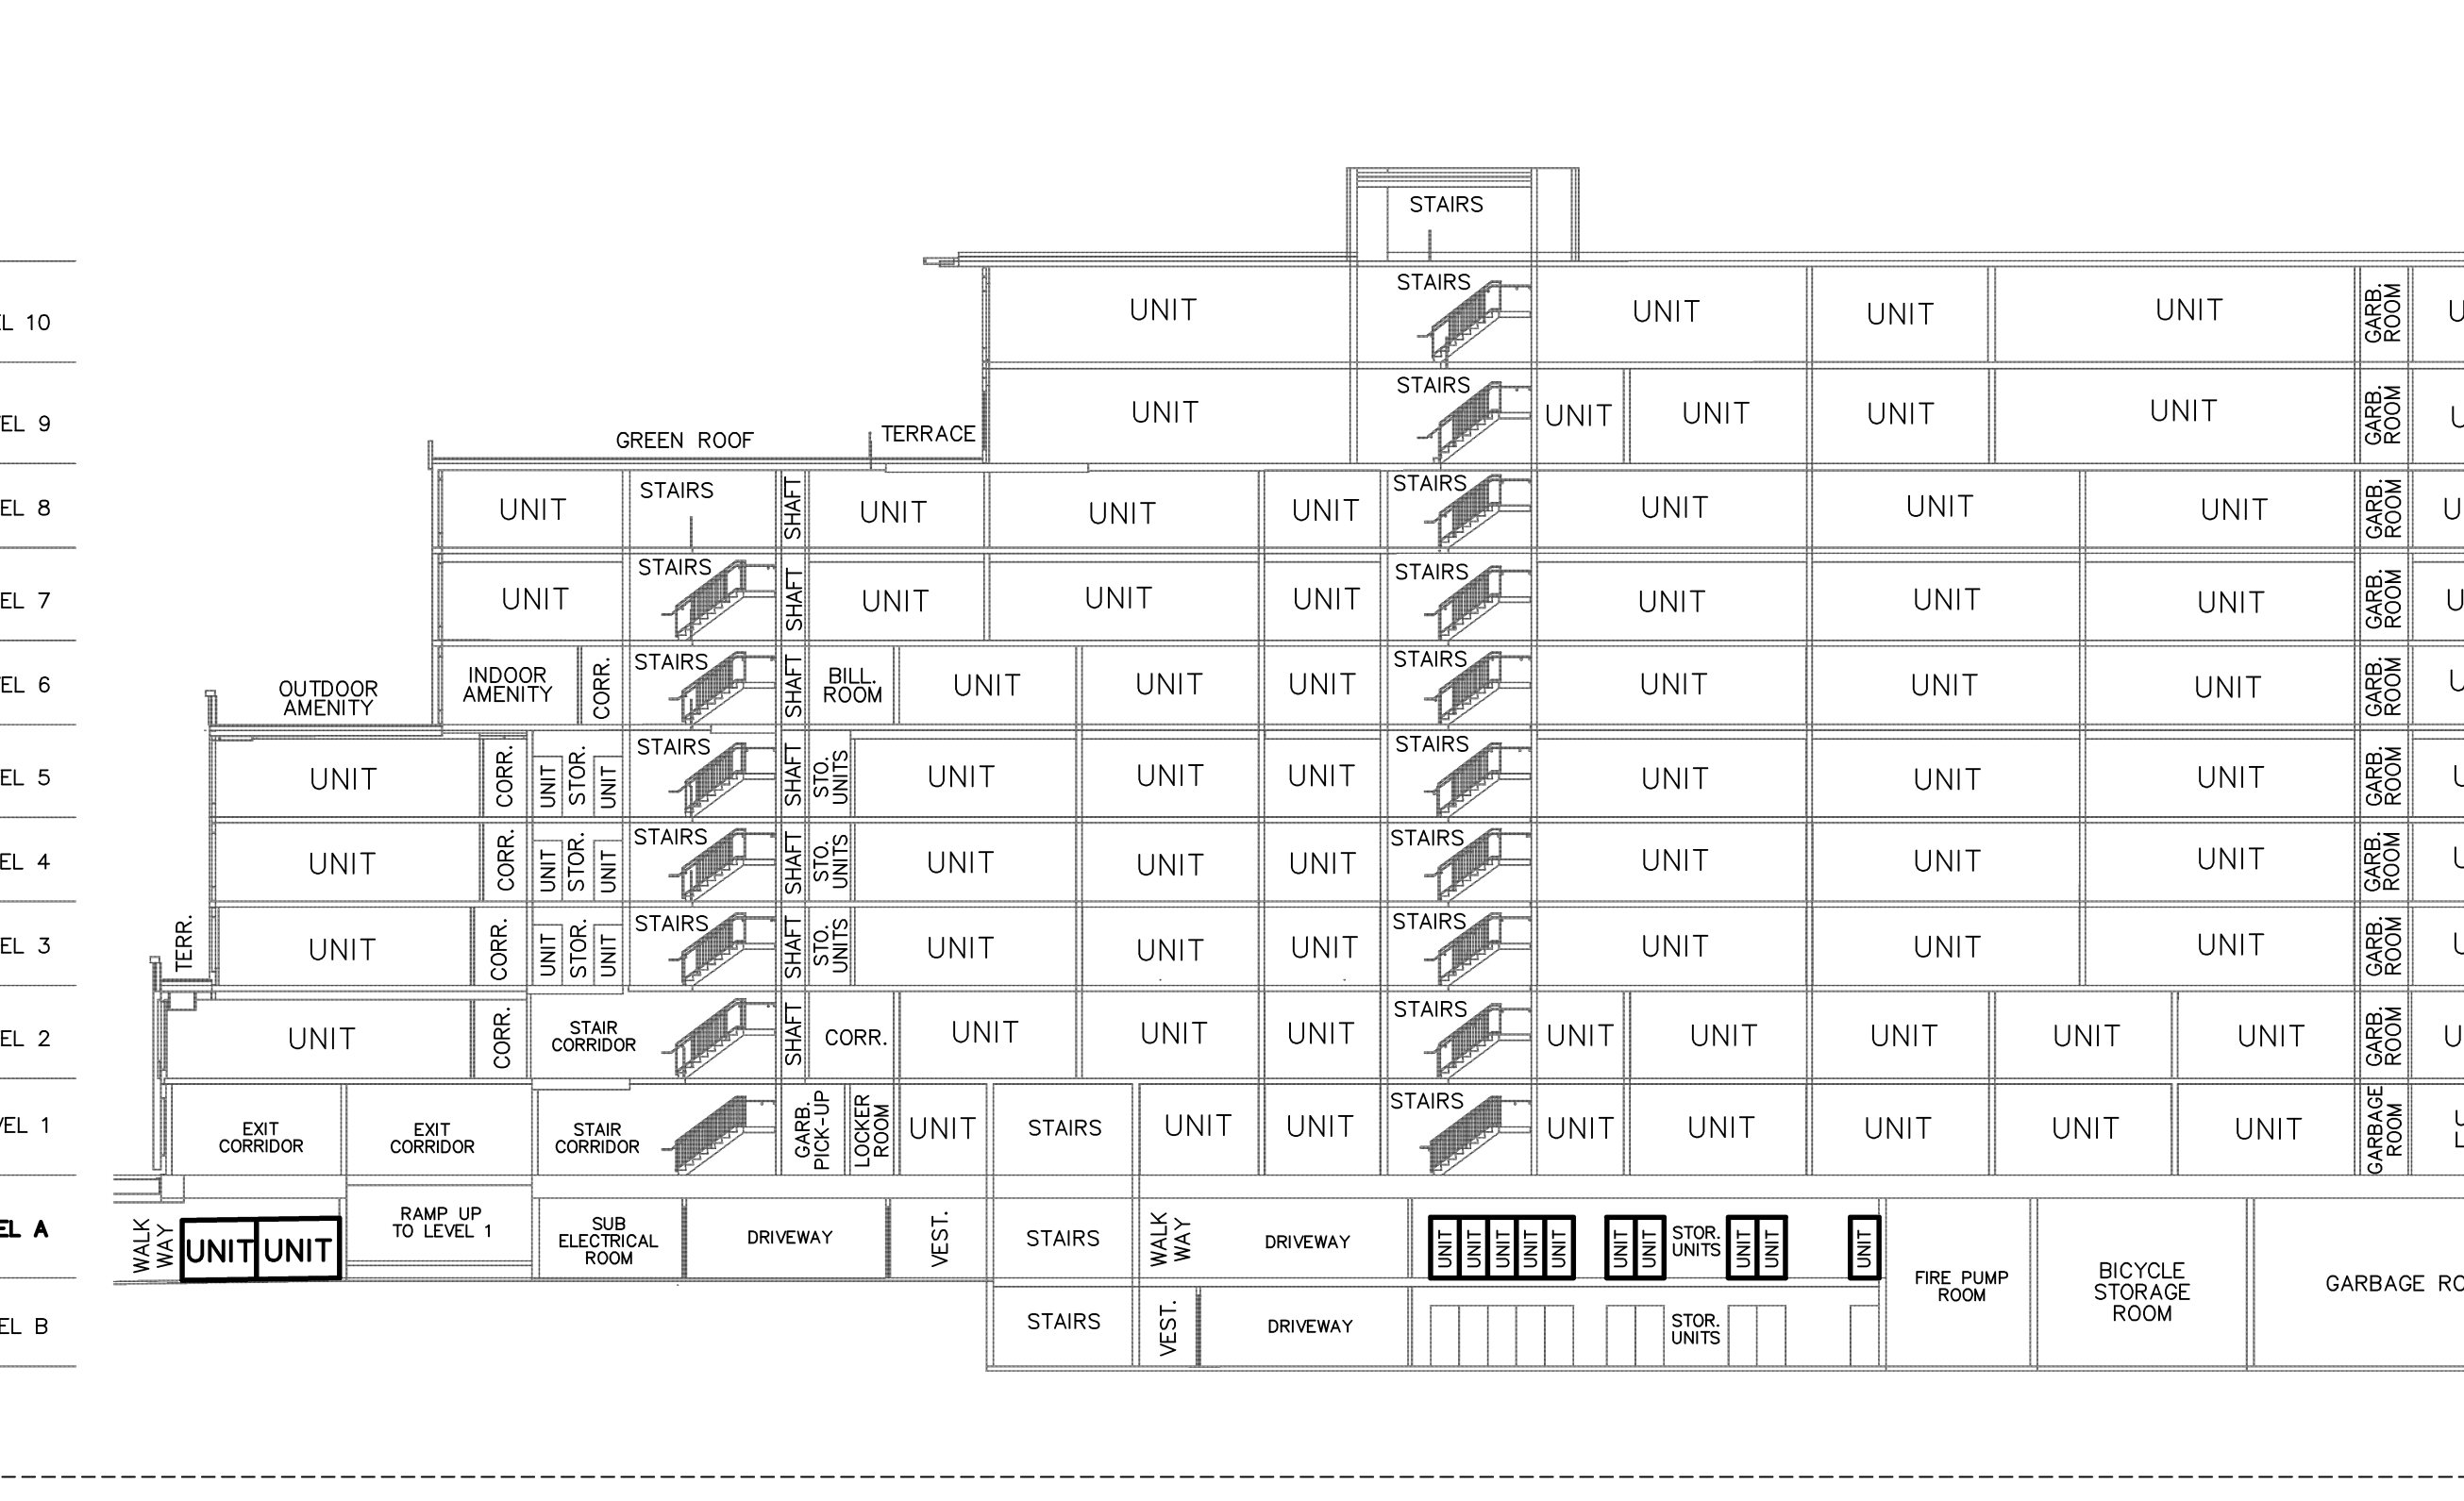 STAIRS
EL 10
UNIT
STAIRS
UNIT
UNIT
UNIT
GARB.
ROOM
EL 9
GREEN ROOF
TERRACE
UNIT
STAIRS
UNIT
UNIT
UNIT
UNIT
GARB.
ROOM
EL 8
UNIT
STAIRS
SHAFT
UNIT
UNIT
UNIT
STAIRS
UNIT
UNIT
UNIT
GARB.
ROOM
EL 7
UNIT
STAIRS
SHAFT
UNIT
UNIT
UNIT
STAIRS
UNIT
UNIT
UNIT
GARB.
ROOM
EL 6
OUTDOOR
AMENITY
INDOOR
AMENITY
CORR.
STAIRS
SHAFT
BILL.
ROOM
UNIT
UNIT
UNIT
STAIRS
UNIT
UNIT
UNIT
GARB.
ROOM
EL 5
UNIT
CORR.
UNIT
STOR.
UNIT
STAIRS
SHAFT
STO.
UNITS
UNIT
UNIT
UNIT
STAIRS
UNIT
UNIT
UNIT
GARB.
ROOM
EL 4
UNIT
CORR.
UNIT
STOR.
UNIT
STAIRS
SHAFT
STO.
UNITS
UNIT
UNIT
UNIT
STAIRS
UNIT
UNIT
UNIT
GARB.
ROOM
EL 3
TERR.
UNIT
CORR.
UNIT
STOR.
UNIT
STAIRS
SHAFT
STO.
UNITS
UNIT
UNIT
UNIT
STAIRS
UNIT
UNIT
UNIT
GARB.
ROOM
EL 2
UNIT
CORR.
STAIR
CORRIDOR
SHAFT
CORR.
UNIT
UNIT
UNIT
STAIRS
UNIT
UNIT
UNIT
UNIT
UNIT
GARB.
ROOM
VEL 1
EXIT
CORRIDOR
EXIT
CORRIDOR
STAIR
CORRIDOR
GARB.
PICK-UP
LOCKER
ROOM
UNIT
STAIRS
UNIT
UNIT
STAIRS
UNIT
UNIT
UNIT
UNIT
UNIT
GARBAGE
ROOM
EL A
WALK
WAY
UNIT
UNIT
RAMP UP
TO LEVEL 1
SUB
ELECTRICAL
ROOM
DRIVEWAY
VEST.
STAIRS
WALK
WAY
DRIVEWAY
UNIT
UNIT
UNIT
UNIT
UNIT
UNIT
UNIT
STOR.
UNITS
UNIT
UNIT
UNIT
FIRE PUMP
ROOM
BICYCLE
STORAGE
ROOM
GARBAGE RO
EL B
STAIRS
VEST.
DRIVEWAY
STOR.
UNITS